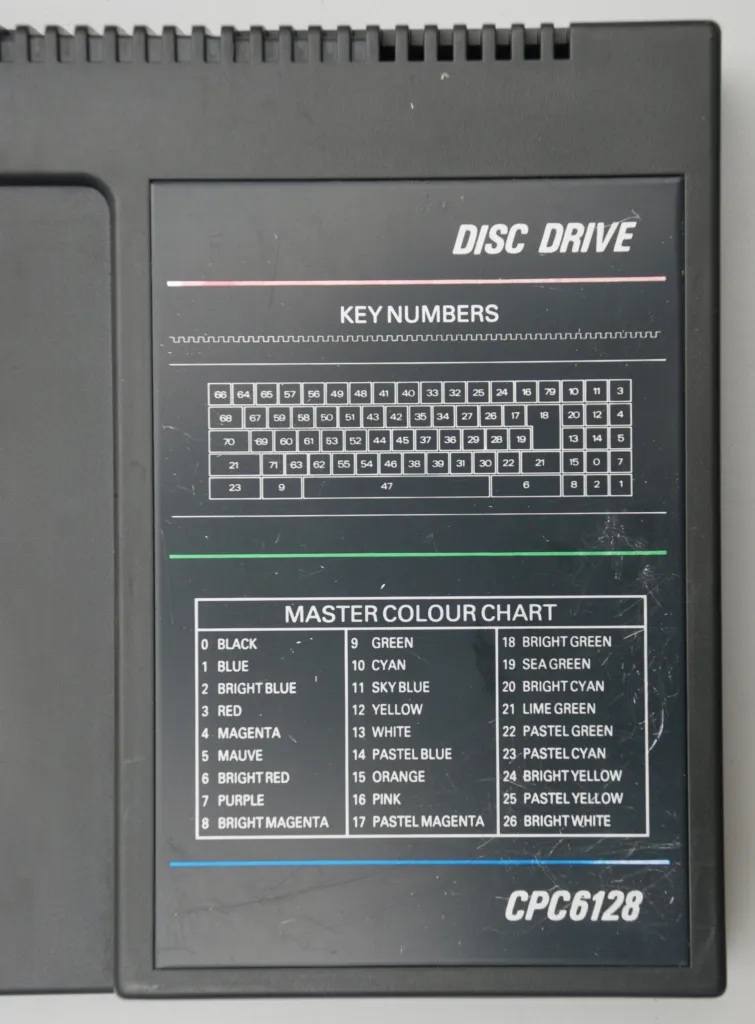 DISC DRIVE
KEY NUMBERS
66 64 65 57 56 49 48 41 40 33 32 25 24 16 79 10 11 3
68 67 59 58 50 51 43 42 35 34 27 26 17 18 20 12 4
70 69 60 61 53 52 44 45 37 36 29 28 19 13 14 5
21 71 63 62 55 54 46 38 39 31 30 22 21 15 0 7
23 9 47 6 8 2 1
MASTER COLOUR CHART
0 BLACK
1 BLUE
2 BRIGHT BLUE
3 RED
4 MAGENTA
5 MAUVE
6 BRIGHT RED
7 PURPLE
8 BRIGHT MAGENTA
9 GREEN
10 CYAN
11 SKY BLUE
12 YELLOW
13 WHITE
14 PASTEL BLUE
15 ORANGE
16 PINK
17 PASTEL MAGENTA
18 BRIGHT GREEN
19 SEA GREEN
20 BRIGHT CYAN
21 LIME GREEN
22 PASTEL GREEN
23 PASTEL CYAN
24 BRIGHT YELLOW
25 PASTEL YELLOW
26 BRIGHT WHITE
CPC6128